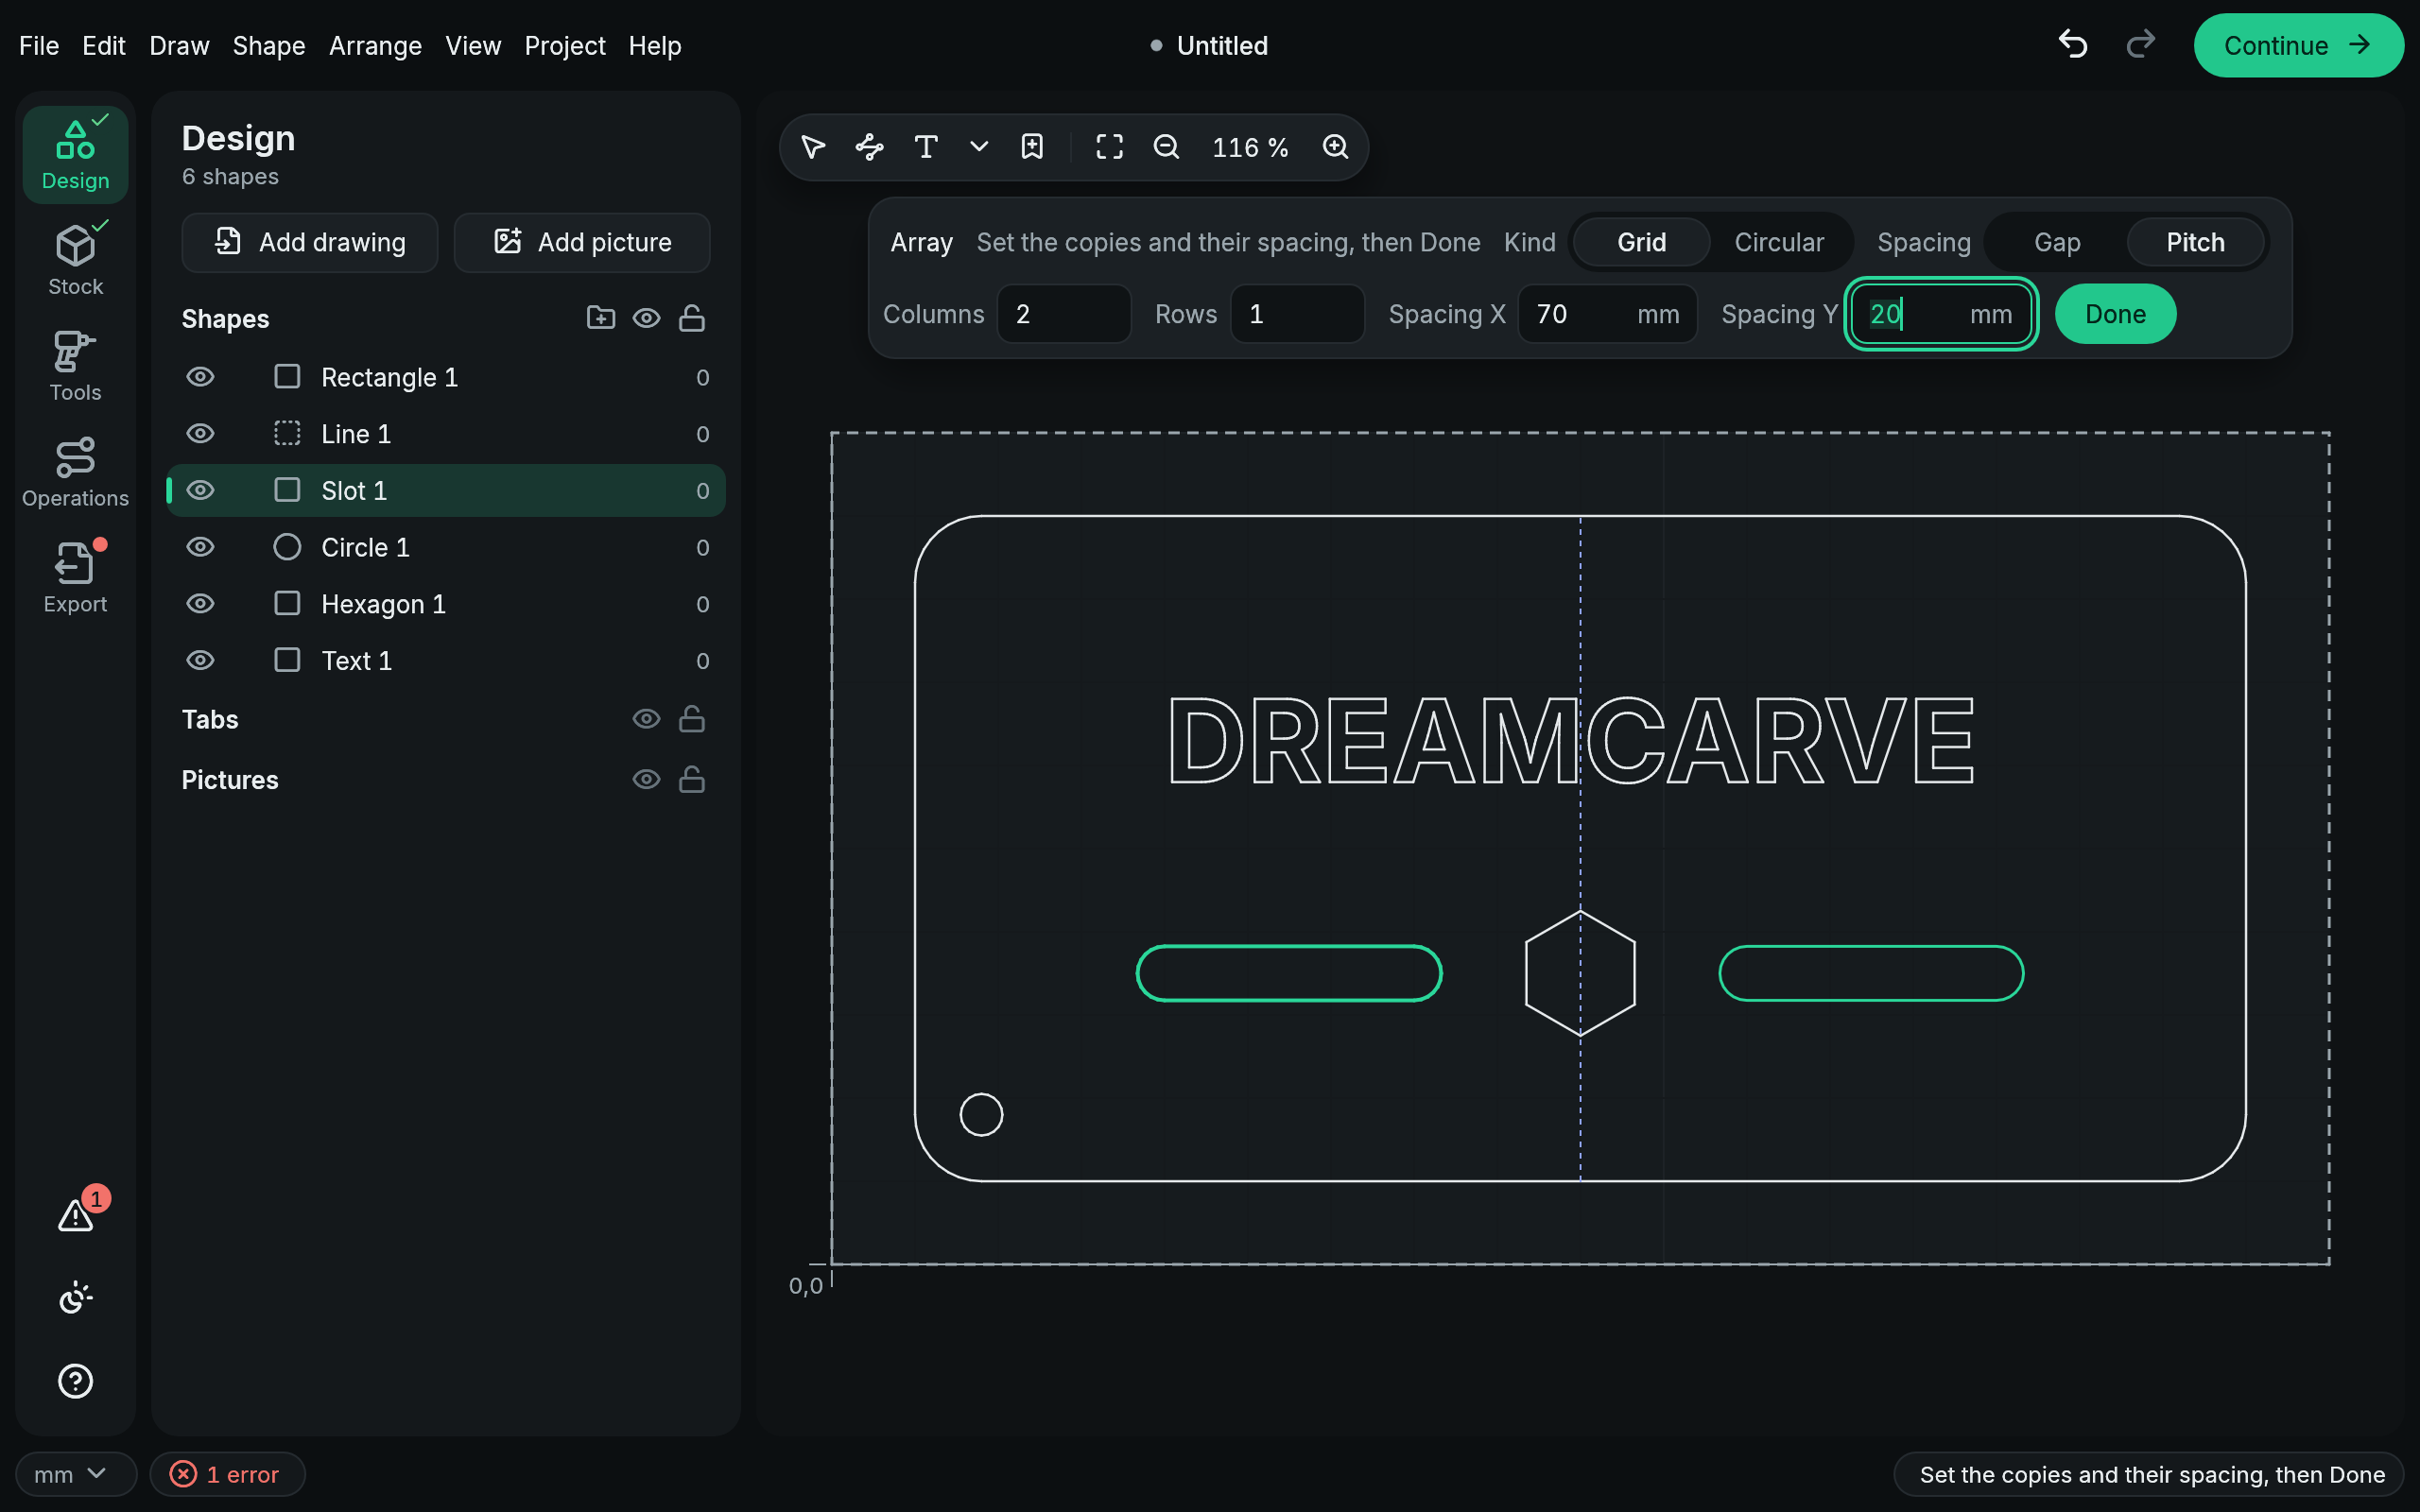 File Edit Draw Shape Arrange View Project Help
Untitled
Continue
Design
Stock
Tools
Operations
Export
1
Design
6 shapes
Add drawing
Add picture
Shapes
Rectangle 1 0
Line 1 0
Slot 1 0
Circle 1 0
Hexagon 1 0
Text 1 0
Tabs
Pictures
116 %
Array Set the copies and their spacing, then Done Kind Grid Circular Spacing Gap Pitch
Columns 2 Rows 1 Spacing X 70 mm Spacing Y 20 mm Done
DREAMCARVE
0,0
mm
1 error
Set the copies and their spacing, then Done